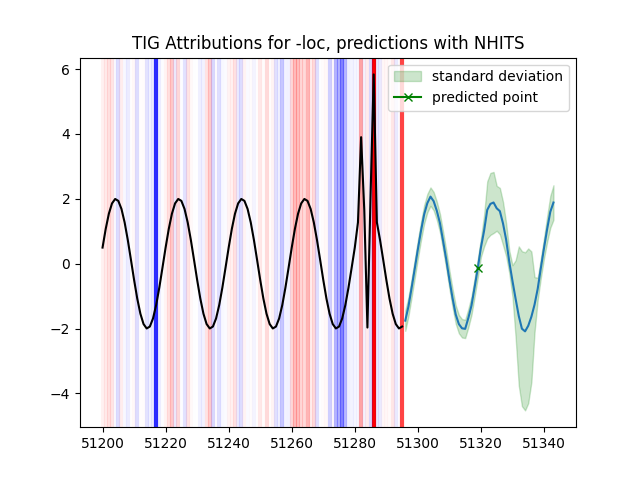 TIG Attributions for -loc, predictions with NHITS
6
4
2
0
−2
−4
standard deviation
predicted point
51200 51220 51240 51260 51280 51300 51320 51340